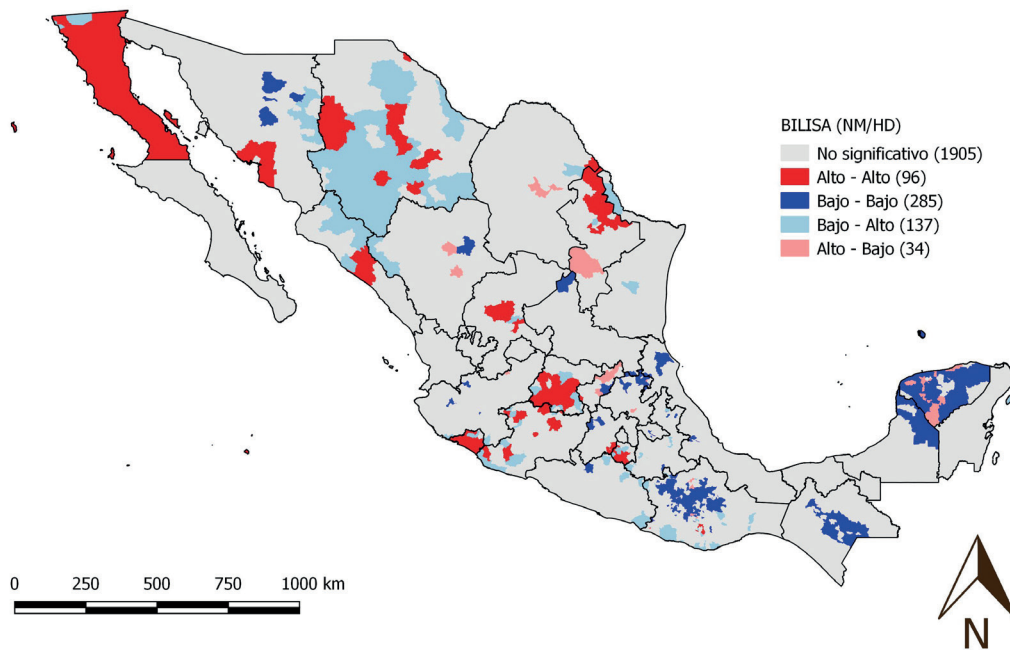 BILISA (NM/HD)
No significativo (1905)
Alto - Alto (96)
Bajo - Bajo (285)
Bajo - Alto (137)
Alto - Bajo (34)
0 250 500 750 1000 km
N